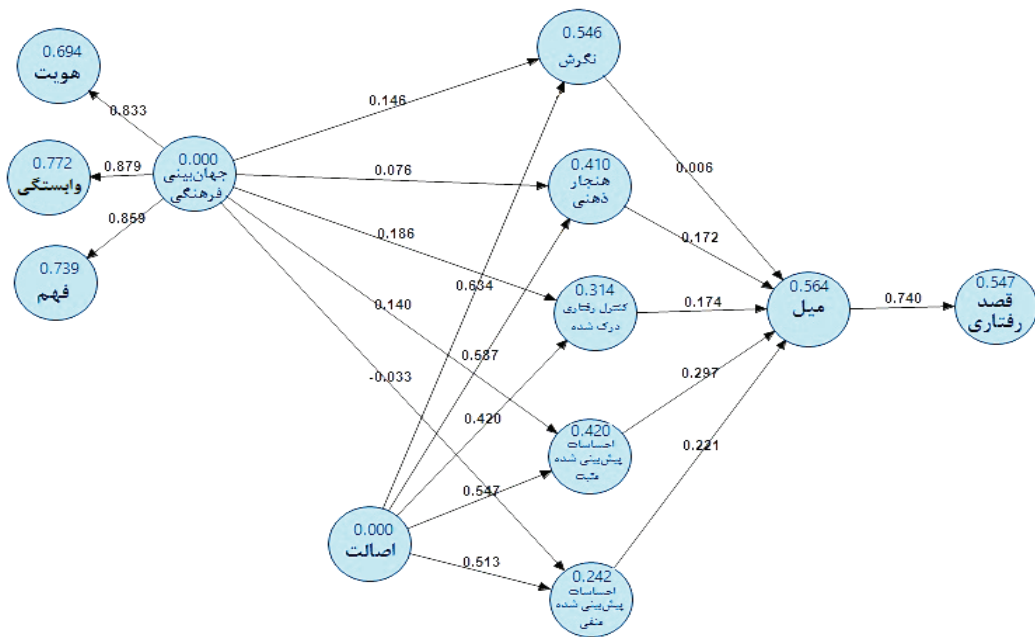 0.694
هویت
0.833
0.772
وابستگی
0.879
0.739
فهم
0.859
0.000
جهان‌بینی
فرهنگی
0.146
0.076
0.186
0.140
-0.033
0.546
نگرش
0.410
هنجار
ذهنی
0.314
کنترل رفتاری
درک شده
0.420
احساسات
پیش‌بینی شده
مثبت
0.242
احساسات
پیش‌بینی شده
منفی
0.000
اصالت
0.634
0.587
0.420
0.547
0.513
0.006
0.172
0.174
0.297
0.221
0.564
میل
0.740
0.547
قصد
رفتاری